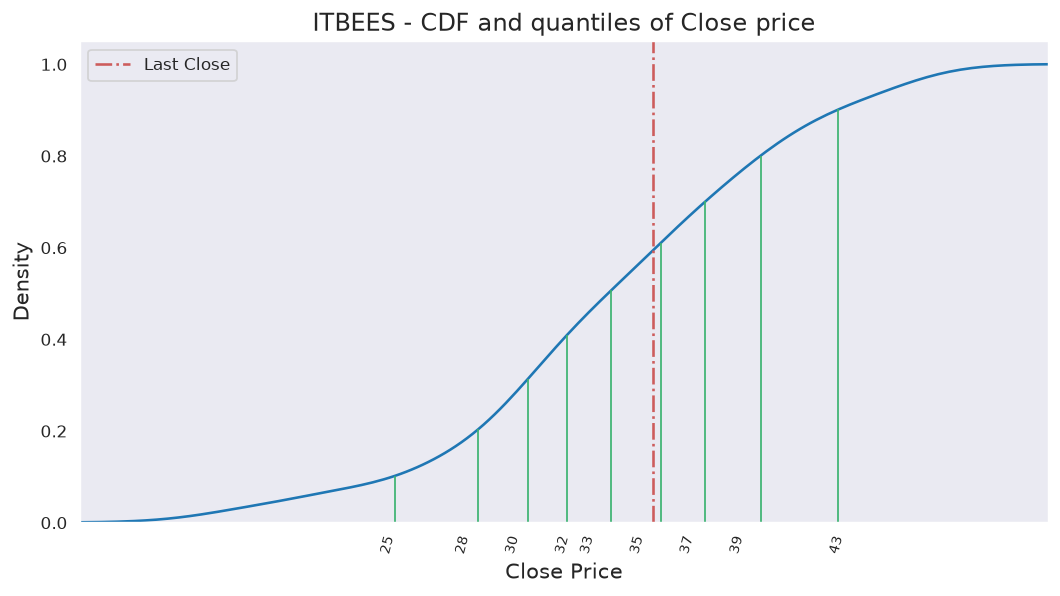 ITBEES - CDF and quantiles of Close price
Last Close
1.0
0.8
0.6
0.4
0.2
0.0
Density
25 28 30 32 33 35 37 39 43
Close Price